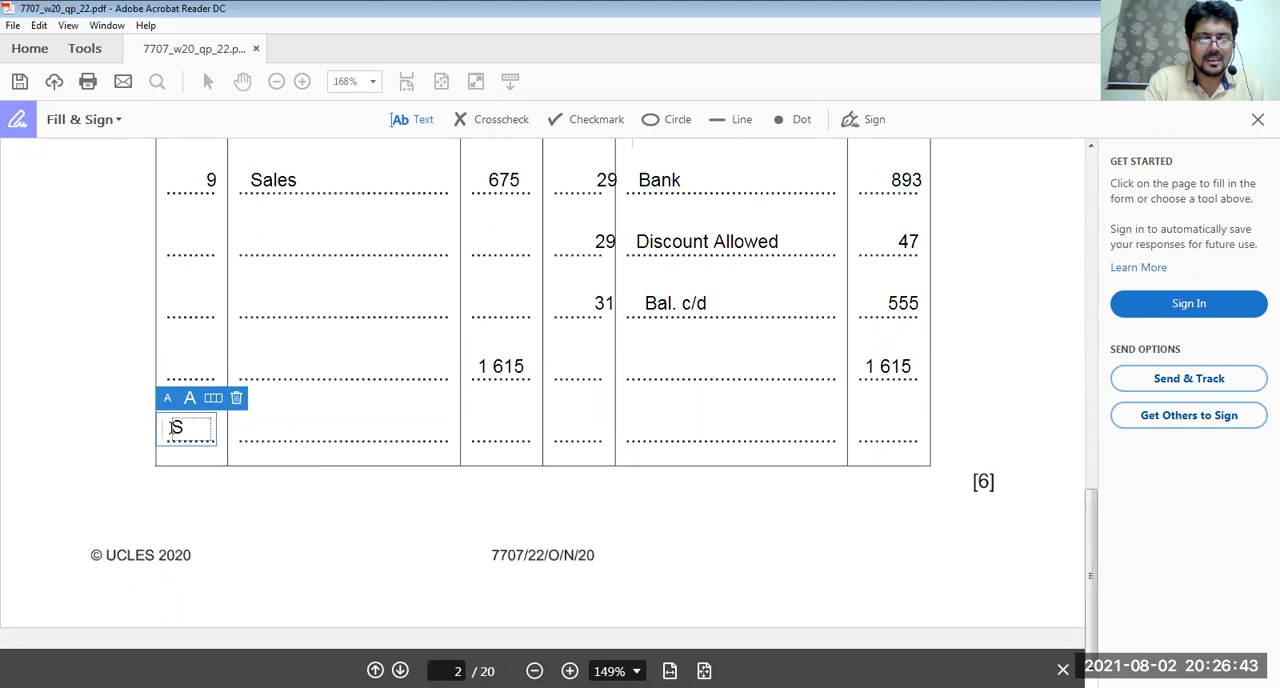 7707_w20_qp_22.pdf - Adobe Acrobat Reader DC
File Edit View Window Help
Home Tools 7707_w20_qp_22.p... ×
168%
Fill & Sign
Text Crosscheck Checkmark Circle Line Dot Sign
9 Sales 675 29 Bank 893
29 Discount Allowed 47
31 Bal. c/d 555
1 615 1 615
A A
S
[6]
© UCLES 2020 7707/22/O/N/20
GET STARTED
Click on the page to fill in the
form or choose a tool above.
Sign in to automatically save
your responses for future use.
Learn More
Sign In
SEND OPTIONS
Send & Track
Get Others to Sign
2 / 20 149%
2021-08-02 20:26:43